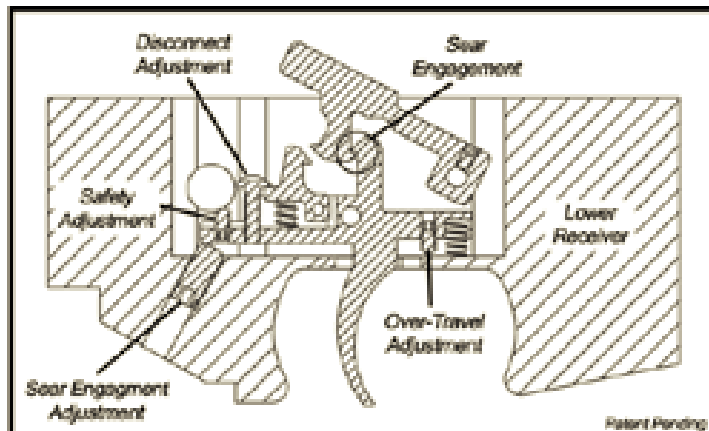 Disconnect
Adjustment
Sear
Engagement
Safety
Adjustment
Lower
Receiver
Over-Travel
Adjustment
Sear Engagment
Adjustment
Patent Pending